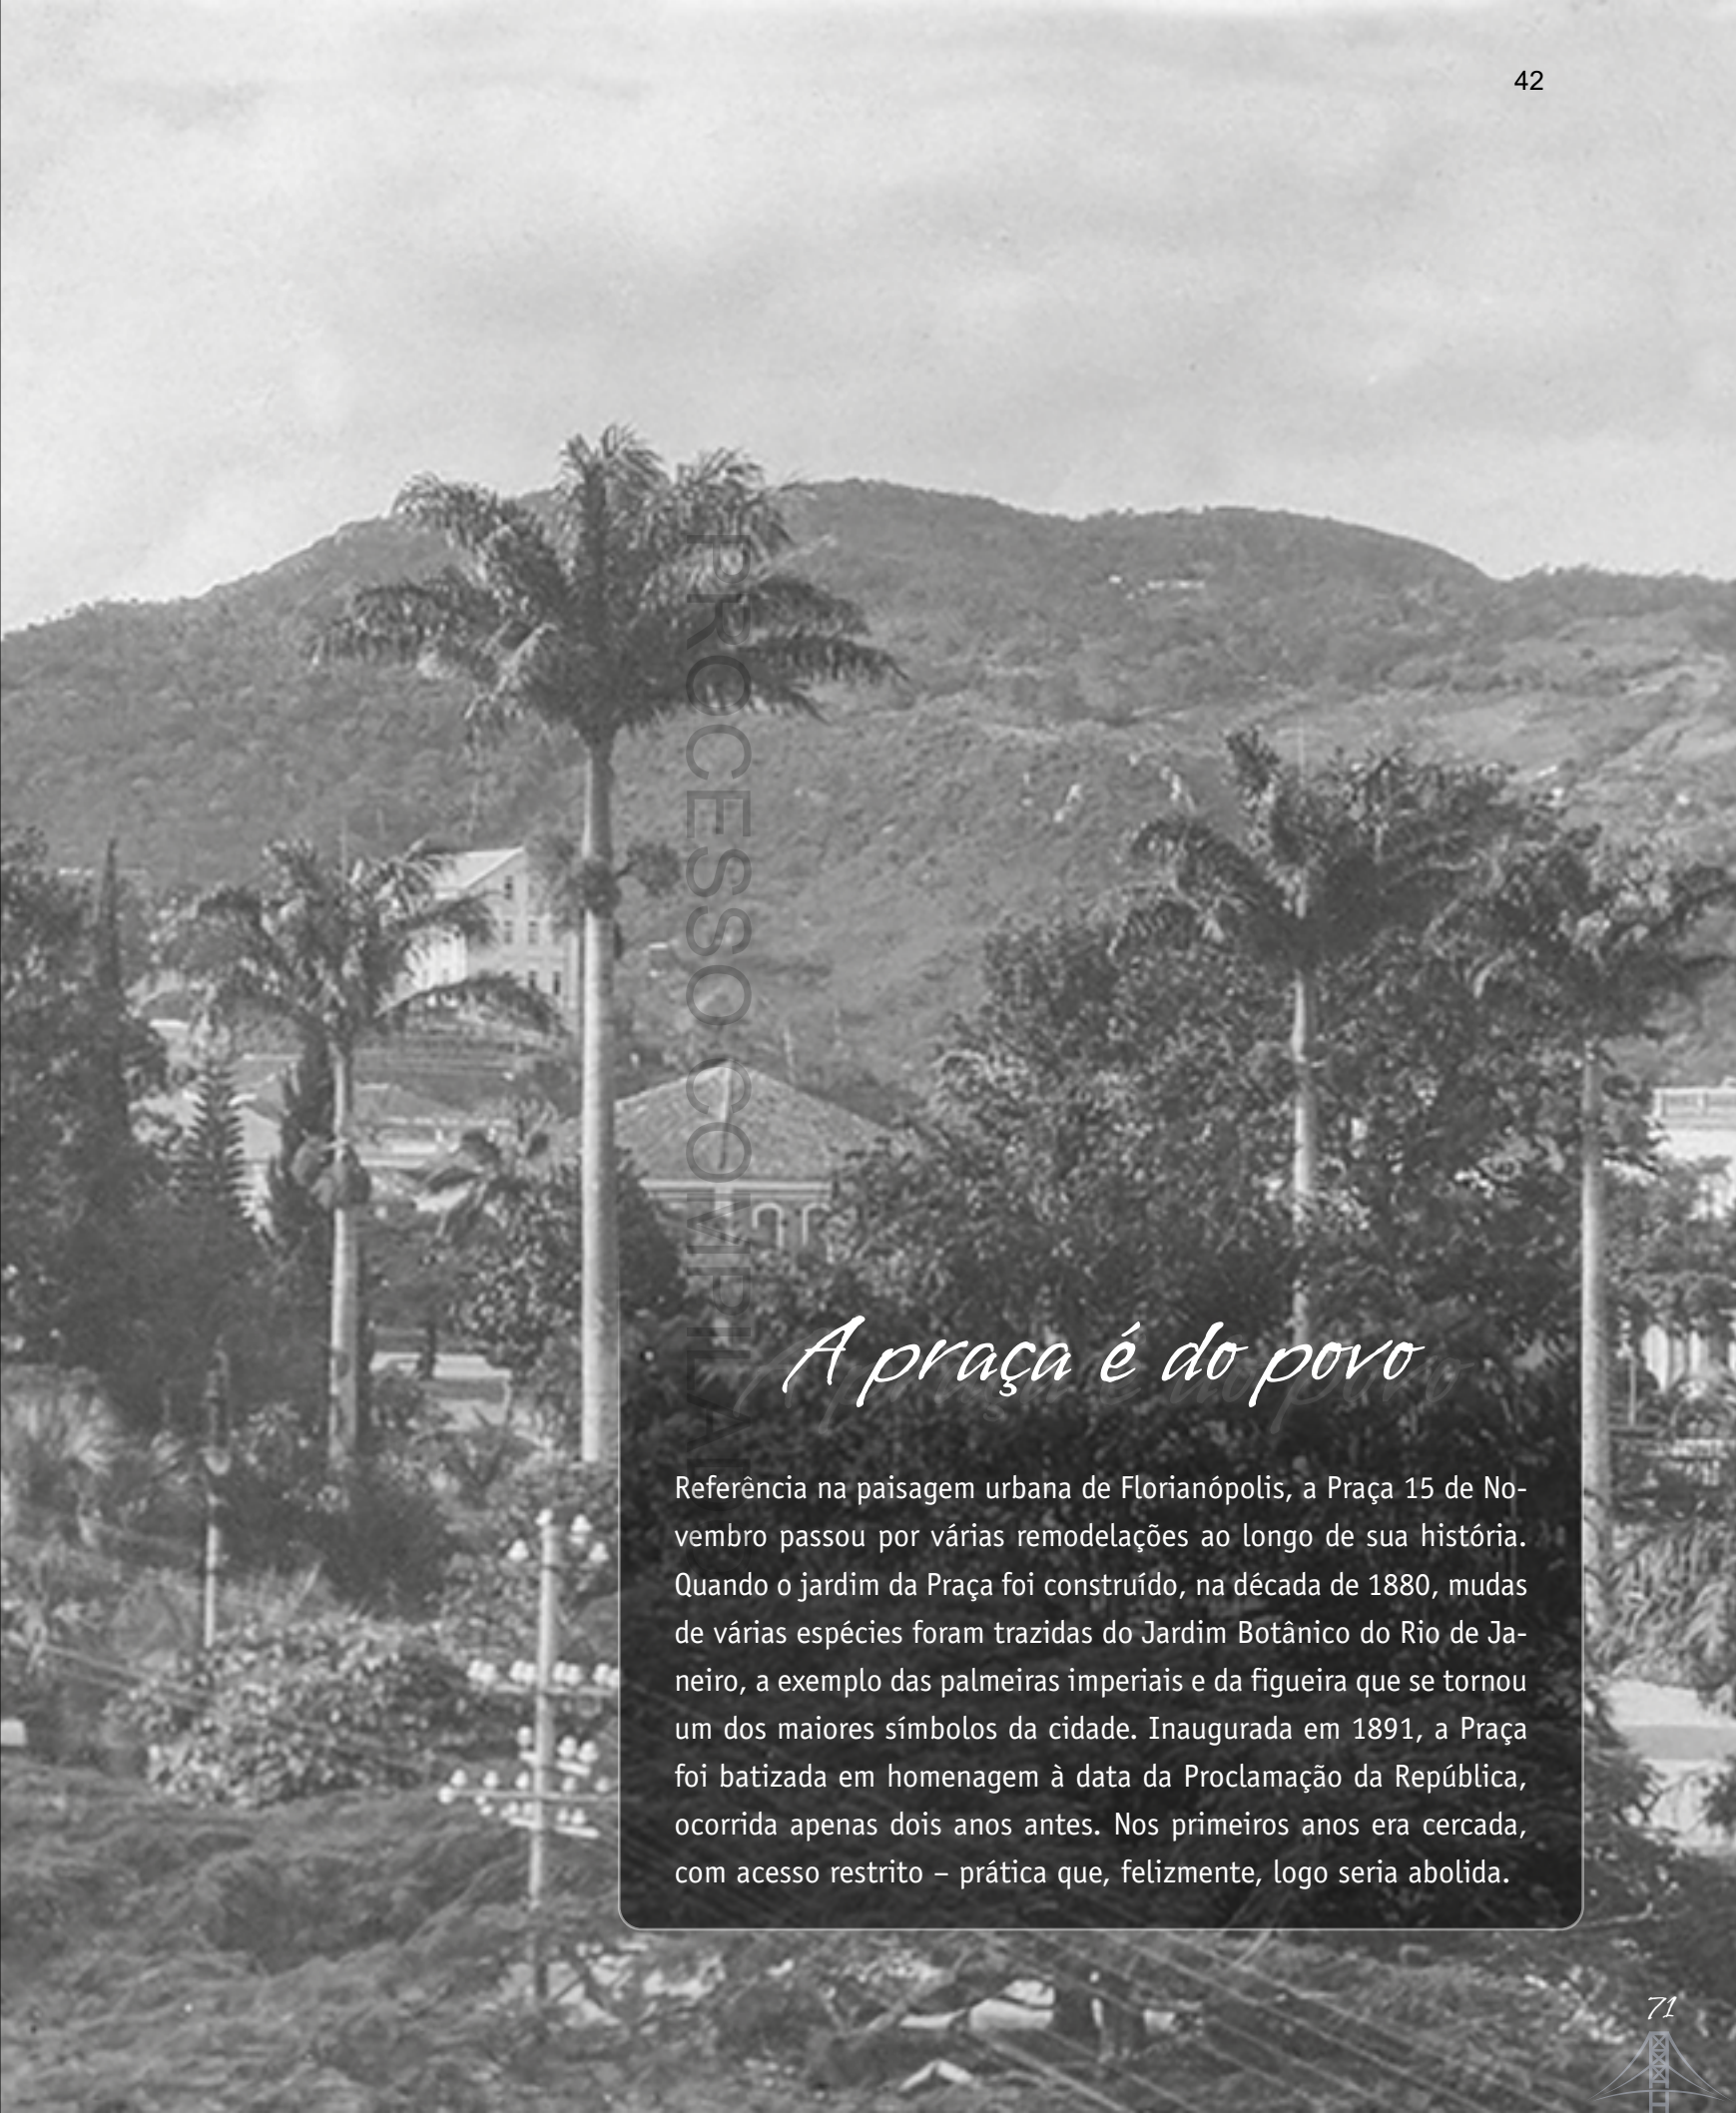 42
PROCESSO COMPILADO
A praça é do povo
Referência na paisagem urbana de Florianópolis, a Praça 15 de No-
vembro passou por várias remodelações ao longo de sua história.
Quando o jardim da Praça foi construído, na década de 1880, mudas
de várias espécies foram trazidas do Jardim Botânico do Rio de Ja-
neiro, a exemplo das palmeiras imperiais e da figueira que se tornou
um dos maiores símbolos da cidade. Inaugurada em 1891, a Praça
foi batizada em homenagem à data da Proclamação da República,
ocorrida apenas dois anos antes. Nos primeiros anos era cercada,
com acesso restrito – prática que, felizmente, logo seria abolida.
71